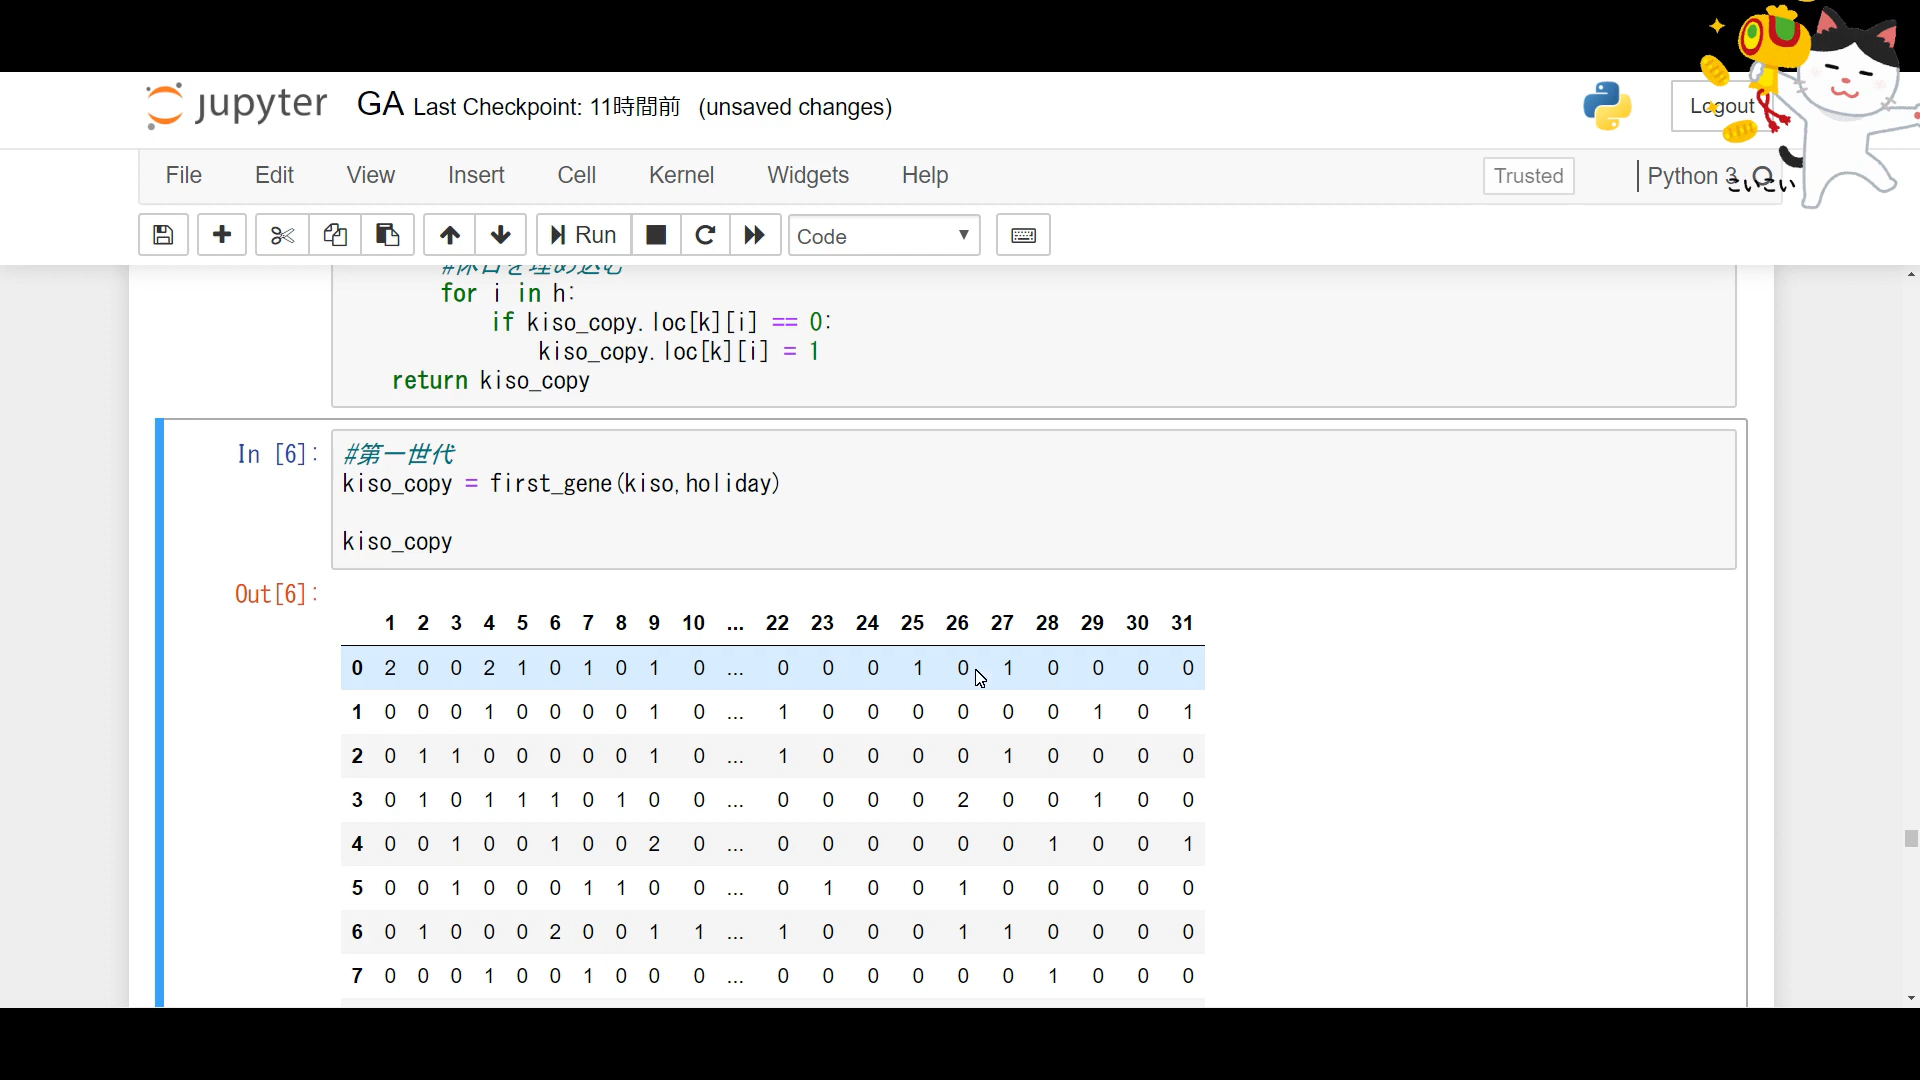 jupyter GA Last Checkpoint: 11時間前 (unsaved changes)
Logout
File Edit View Insert Cell Kernel Widgets Help
Trusted
Python 3
こいこい
Run
Code
#休日を埋め込む
for i in h:
if kiso_copy.loc[k][i] == 0:
kiso_copy.loc[k][i] = 1
return kiso_copy
In [6]:
#第一世代
kiso_copy = first_gene(kiso,holiday)
kiso_copy
Out[6]:
1 2 3 4 5 6 7 8 9 10 ... 22 23 24 25 26 27 28 29 30 31
0 2 0 0 2 1 0 1 0 1 0 ... 0 0 0 1 0 1 0 0 0 0
1 0 0 0 1 0 0 0 0 1 0 ... 1 0 0 0 0 0 0 1 0 1
2 0 1 1 0 0 0 0 0 1 0 ... 1 0 0 0 0 1 0 0 0 0
3 0 1 0 1 1 1 0 1 0 0 ... 0 0 0 0 2 0 0 1 0 0
4 0 0 1 0 0 1 0 0 2 0 ... 0 0 0 0 0 0 1 0 0 1
5 0 0 1 0 0 0 1 1 0 0 ... 0 1 0 0 1 0 0 0 0 0
6 0 1 0 0 0 2 0 0 1 1 ... 1 0 0 0 1 1 0 0 0 0
7 0 0 0 1 0 0 1 0 0 0 ... 0 0 0 0 0 0 1 0 0 0